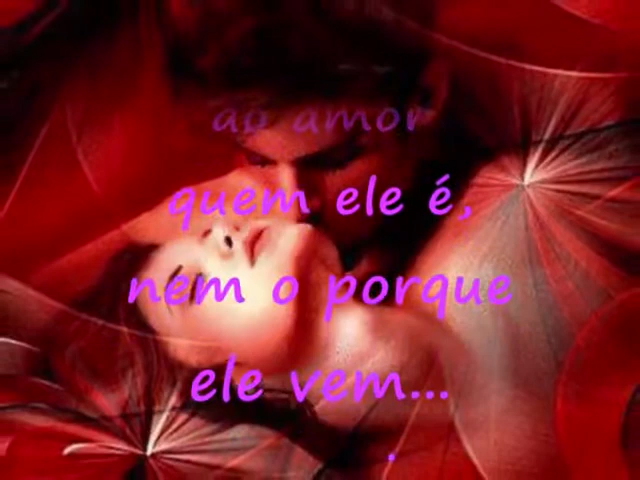 ao amor
quem ele é,
nem o porque
ele vem...